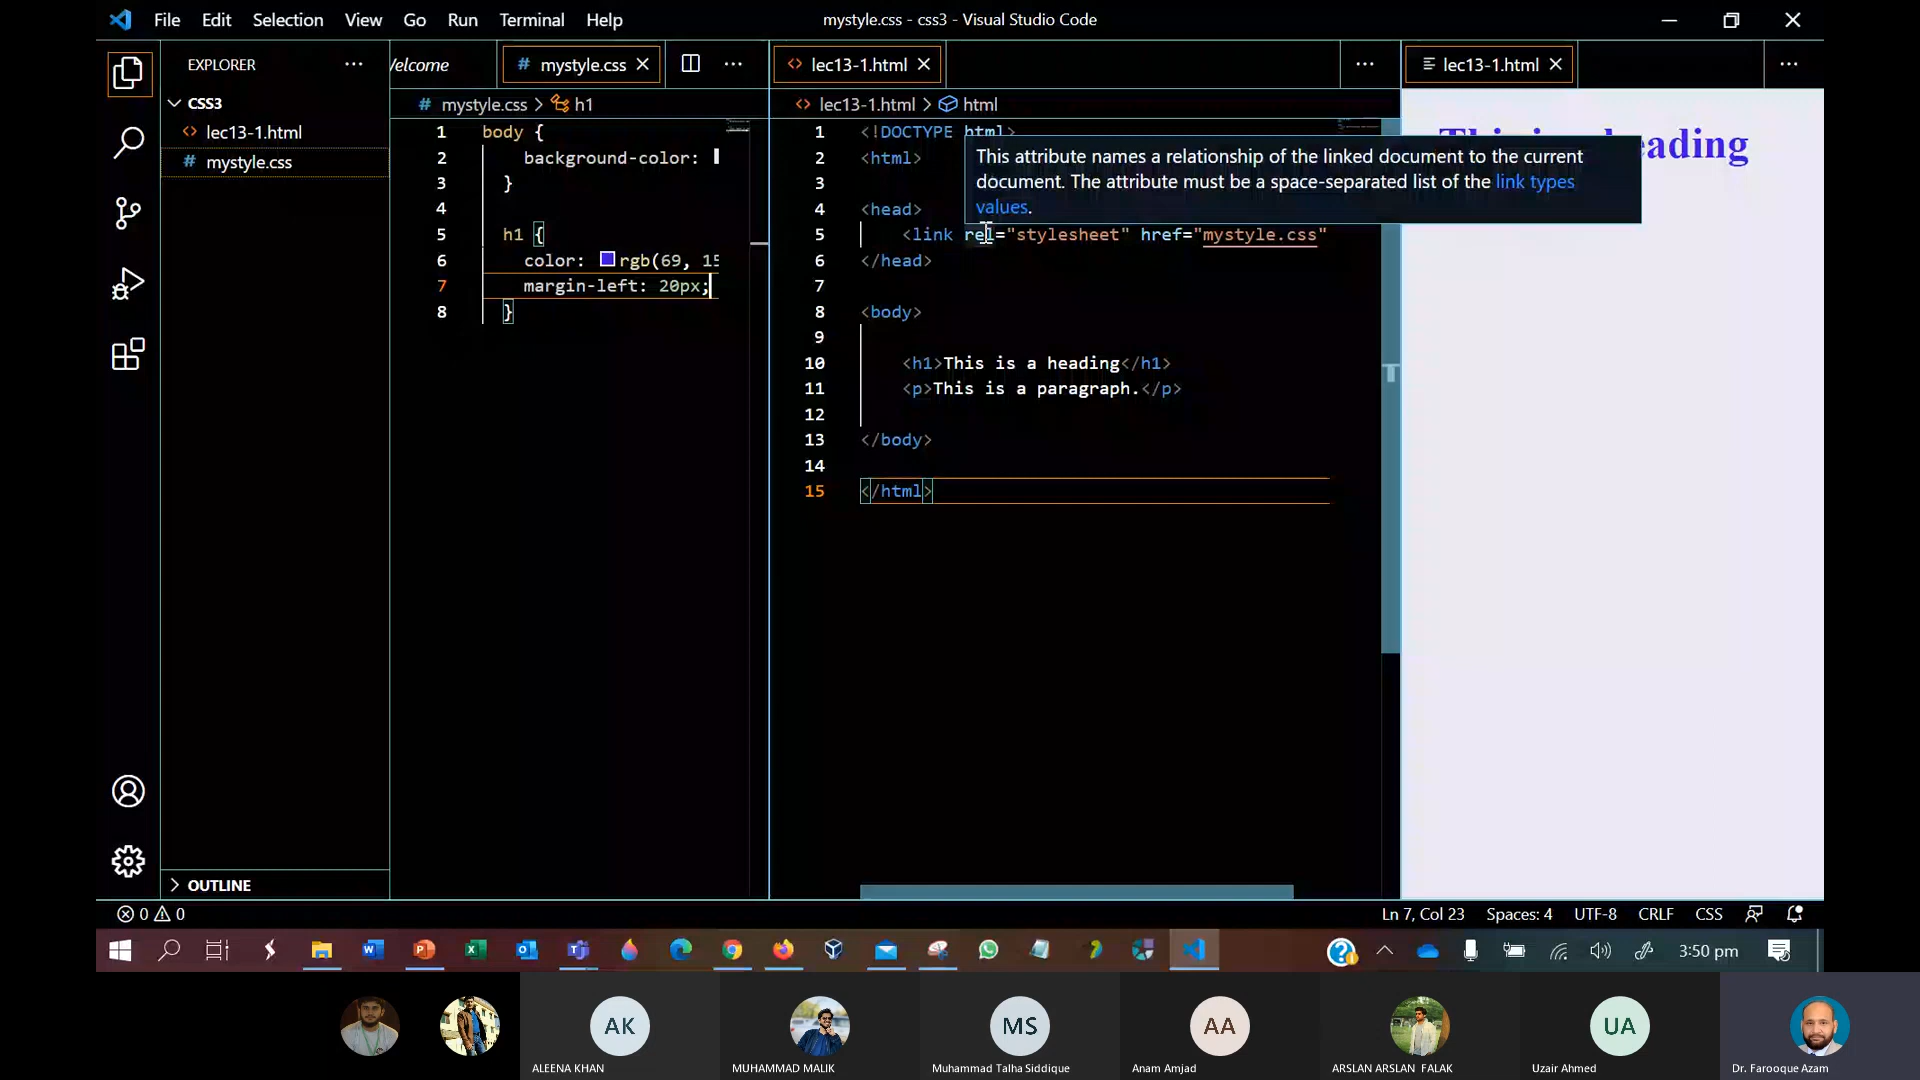 File Edit Selection View Go Run Terminal Help
mystyle.css - css3 - Visual Studio Code
EXPLORER
CSS3
lec13-1.html
mystyle.css
OUTLINE
elcome
# mystyle.css
# mystyle.css > h1
1 body {
2 background-color:
3 }
4
5 h1 {
6 color: rgb(69, 15
7 margin-left: 20px;
8 }
lec13-1.html
lec13-1.html > html
1 <!DOCTYPE html>
2 <html>
3
4 <head>
5 <link rel="stylesheet" href="mystyle.css"
6 </head>
7
8 <body>
9
10 <h1>This is a heading</h1>
11 <p>This is a paragraph.</p>
12
13 </body>
14
15 </html>
This attribute names a relationship of the linked document to the current
document. The attribute must be a space-separated list of the link types
values.
lec13-1.html
eading
0 0
Ln 7, Col 23 Spaces: 4 UTF-8 CRLF CSS
3:50 pm
AK
ALEENA KHAN
MUHAMMAD MALIK
MS
Muhammad Talha Siddique
AA
Anam Amjad
ARSLAN ARSLAN FALAK
UA
Uzair Ahmed
Dr. Farooque Azam